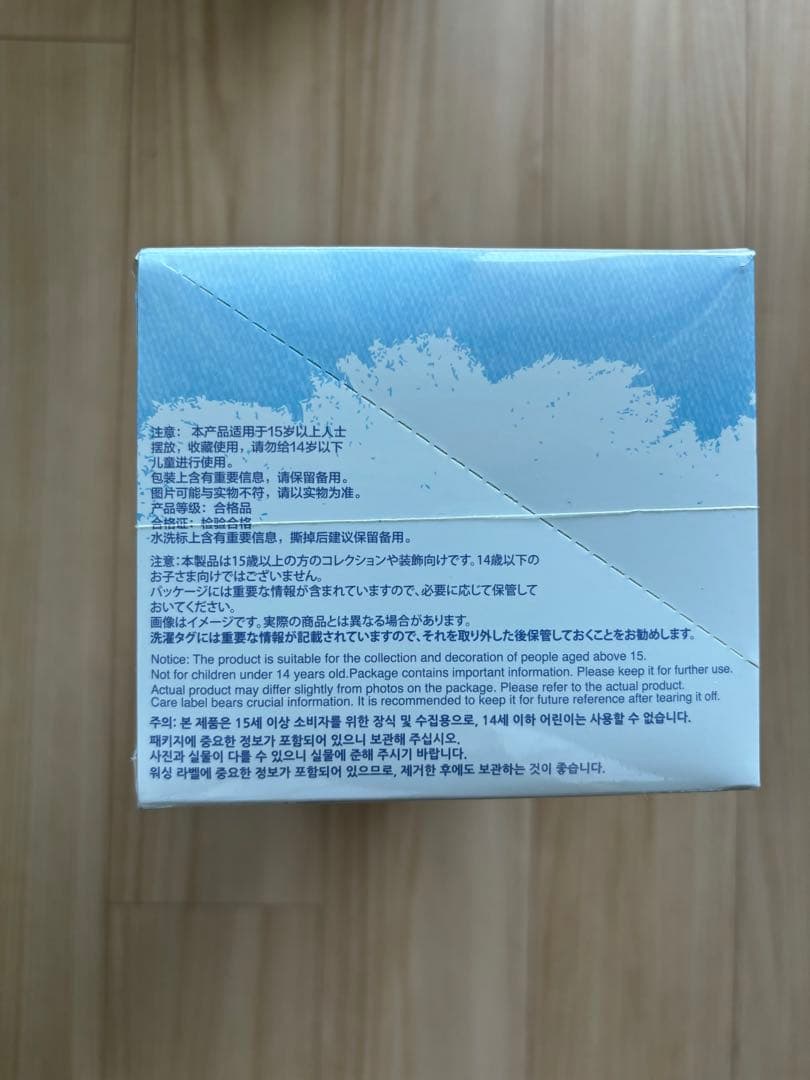 注意： 本产品适用于15岁以上人士
摆放，收藏使用，请勿给14岁以下
儿童进行使用。
包装上含有重要信息，请保留备用。
图片可能与实物不符，请以实物为准。
产品等级：合格品
合格证：检验合格
水洗标上含有重要信息，撕掉后建议保留备用。
注意：本製品は15歳以上の方のコレクションや装飾向けです。14歳以下の
お子さま向けではございません。
パッケージには重要な情報が含まれていますので、必要に応じて保管して
おいてください。
画像はイメージです。実際の商品とは異なる場合があります。
洗濯タグには重要な情報が記載されていますので、それを取り外した後保管しておくことをお勧めします。
Notice: The product is suitable for the collection and decoration of people aged above 15.
Not for children under 14 years old.Package contains important information. Please keep it for further use.
Actual product may differ slightly from photos on the package. Please refer to the actual product.
Care label bears crucial information. It is recommended to keep it for future reference after tearing it off.
주의: 본 제품은 15세 이상 소비자를 위한 장식 및 수집용으로, 14세 이하 어린이는 사용할 수 없습니다.
패키지에 중요한 정보가 포함되어 있으니 보관해 주십시오.
사진과 실물이 다를 수 있으니 실물에 준해 주시기 바랍니다.
워싱 라벨에 중요한 정보가 포함되어 있으므로, 제거한 후에도 보관하는 것이 좋습니다.